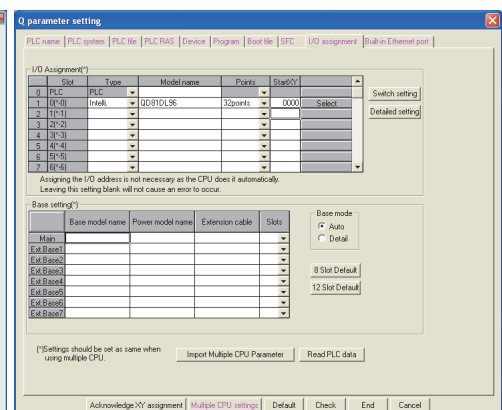 Q parameter setting
PLC name PLC system PLC file PLC RAS Device Program Boot file SFC I/O assignment Built-in Ethernet port
I/O Assignment(*)
Slot Type Model name Points StartXY
0 PLC PLC
1 0(*-0) Intelli. QD81DL96 32points 0000 Select
2 1(*-1)
3 2(*-2)
4 3(*-3)
5 4(*-4)
6 5(*-5)
7 6(*-6)
Switch setting
Detailed setting
Assigning the I/O address is not necessary as the CPU does it automatically.
Leaving this setting blank will not cause an error to occur.
Base setting(*)
Base model name Power model name Extension cable Slots
Main
Ext.Base1
Ext.Base2
Ext.Base3
Ext.Base4
Ext.Base5
Ext.Base6
Ext.Base7
Base mode
Auto
Detail
8 Slot Default
12 Slot Default
(*)Settings should be set as same when
using multiple CPU.
Import Multiple CPU Parameter Read PLC data
Acknowledge XY assignment Multiple CPU settings Default Check End Cancel